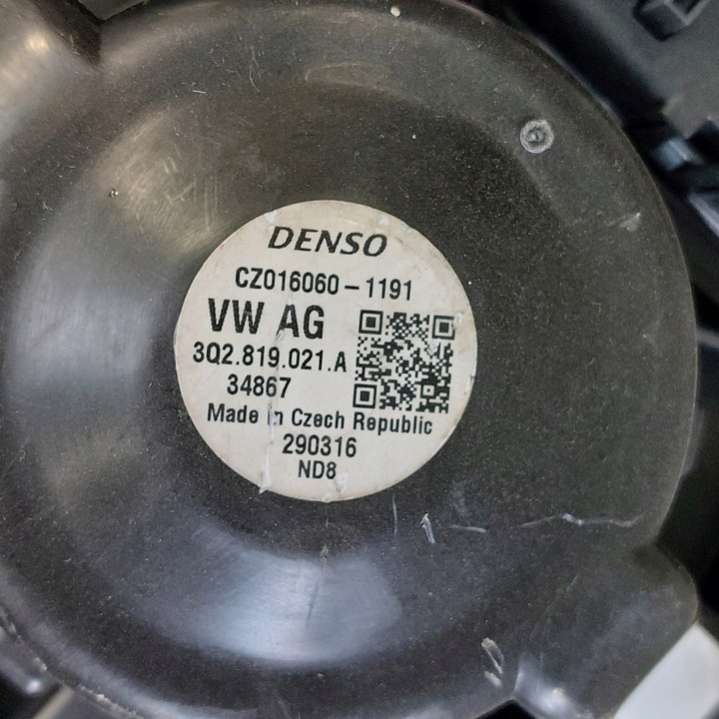 DENSO
CZ016060-1191
VW AG
3Q2.819.021.A
34867
Made in Czech Republic
290316
ND8